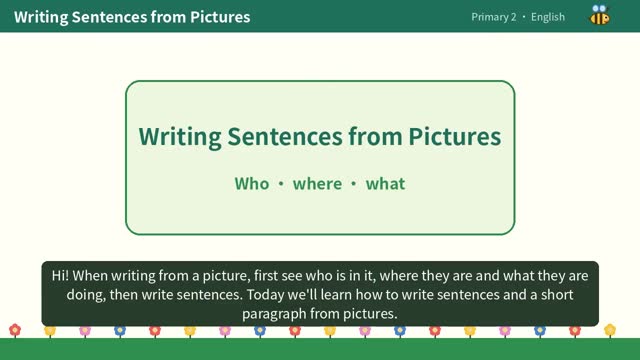 Writing Sentences from Pictures
Primary 2 • English
Writing Sentences from Pictures
Who • where • what
Hi! When writing from a picture, first see who is in it, where they are and what they are
doing, then write sentences. Today we'll learn how to write sentences and a short
paragraph from pictures.